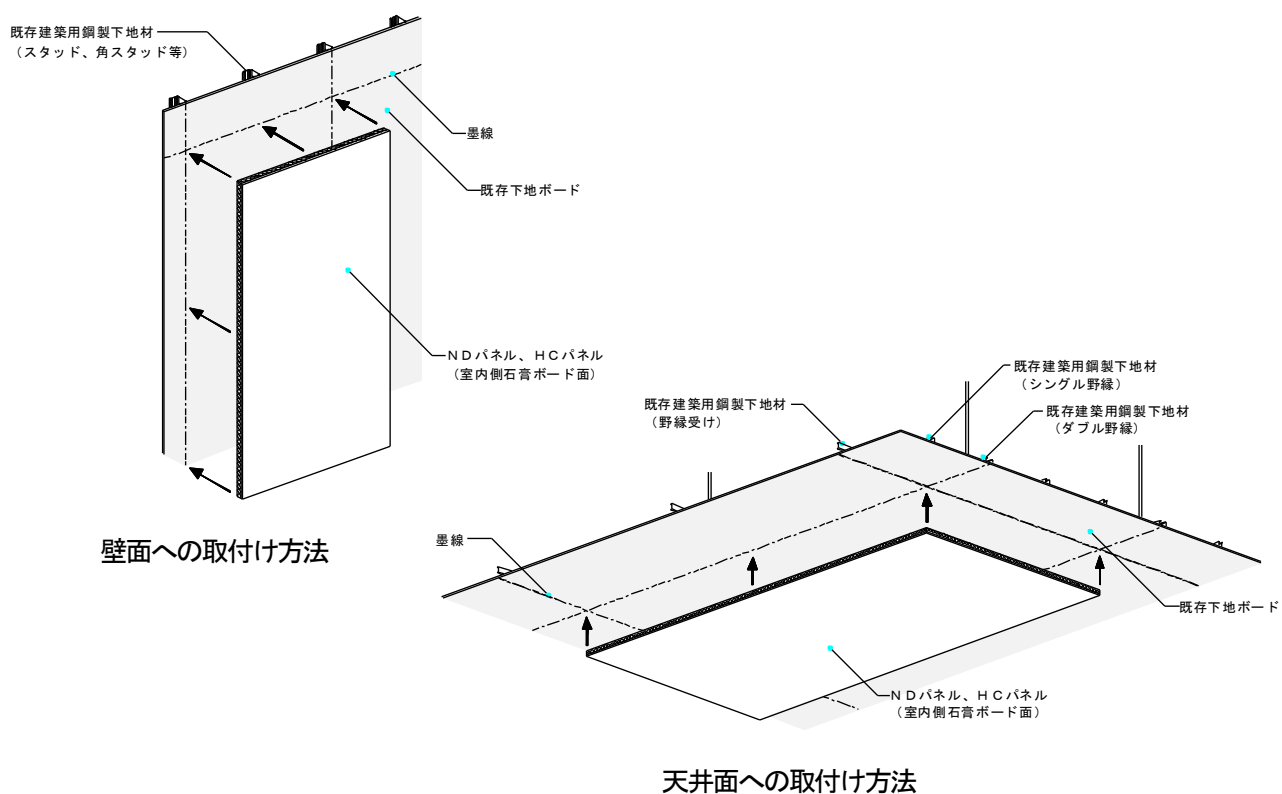 既存建築用鋼製下地材
（スタッド、角スタッド等）
墨線
既存下地ボード
ＮＤパネル、ＨＣパネル
（室内側石膏ボード面）
壁面への取付け方法
既存建築用鋼製下地材
（野縁受け）
既存建築用鋼製下地材
（シングル野縁）
既存建築用鋼製下地材
（ダブル野縁）
墨線
既存下地ボード
ＮＤパネル、ＨＣパネル
（室内側石膏ボード面）
天井面への取付け方法